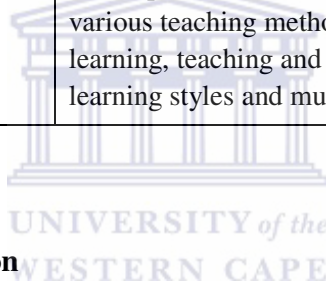 various teaching metho
learning, teaching and
learning styles and mu
UNIVERSITY of the
on
WESTERN CAPE